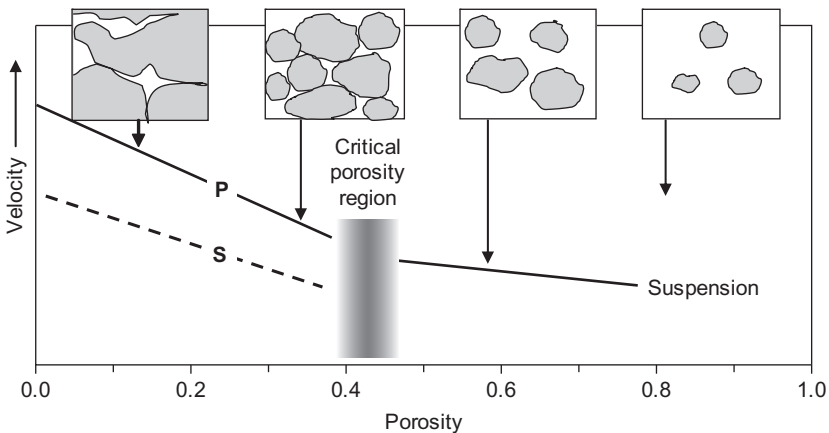 Critical
porosity
region
Velocity
P
S
Suspension
0.0 0.2 0.4 0.6 0.8 1.0
Porosity